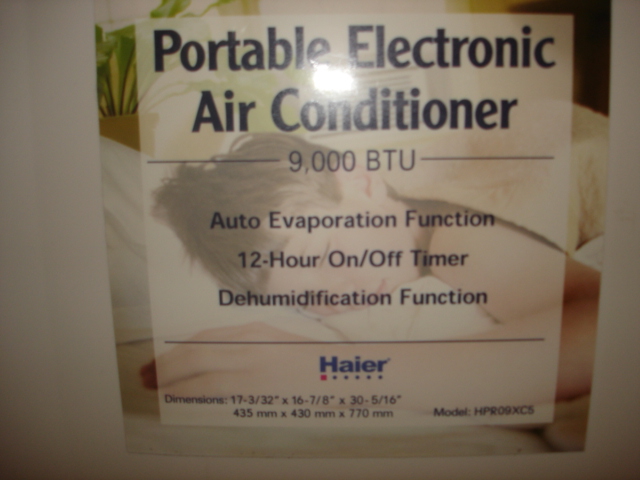 Portable Electronic
Air Conditioner
9,000 BTU
Auto Evaporation Function
12-Hour On/Off Timer
Dehumidification Function
Haier
Dimensions: 17-3/32" x 16-7/8" x 30-5/16"
435 mm x 430 mm x 770 mm Model: HPR09XC5